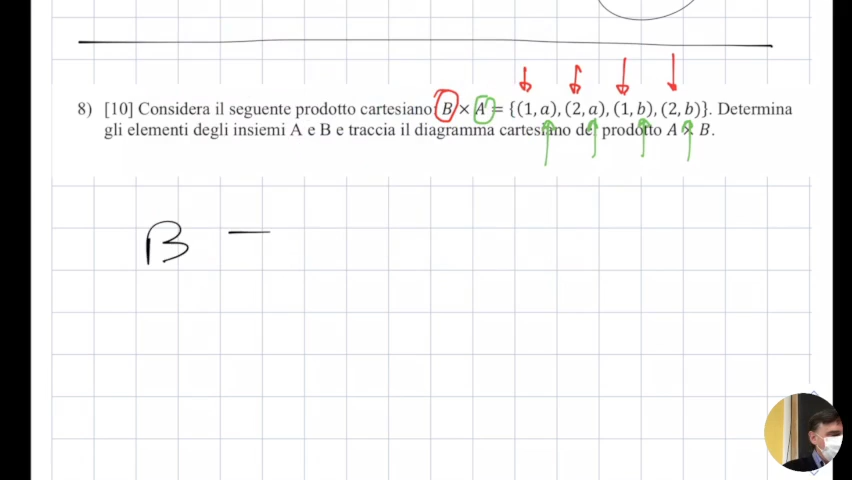 8) [10] Considera il seguente prodotto cartesiano: B × A = {(1, a), (2, a), (1, b), (2, b)}. Determina
gli elementi degli insiemi A e B e traccia il diagramma cartesiano del prodotto A × B.
B =